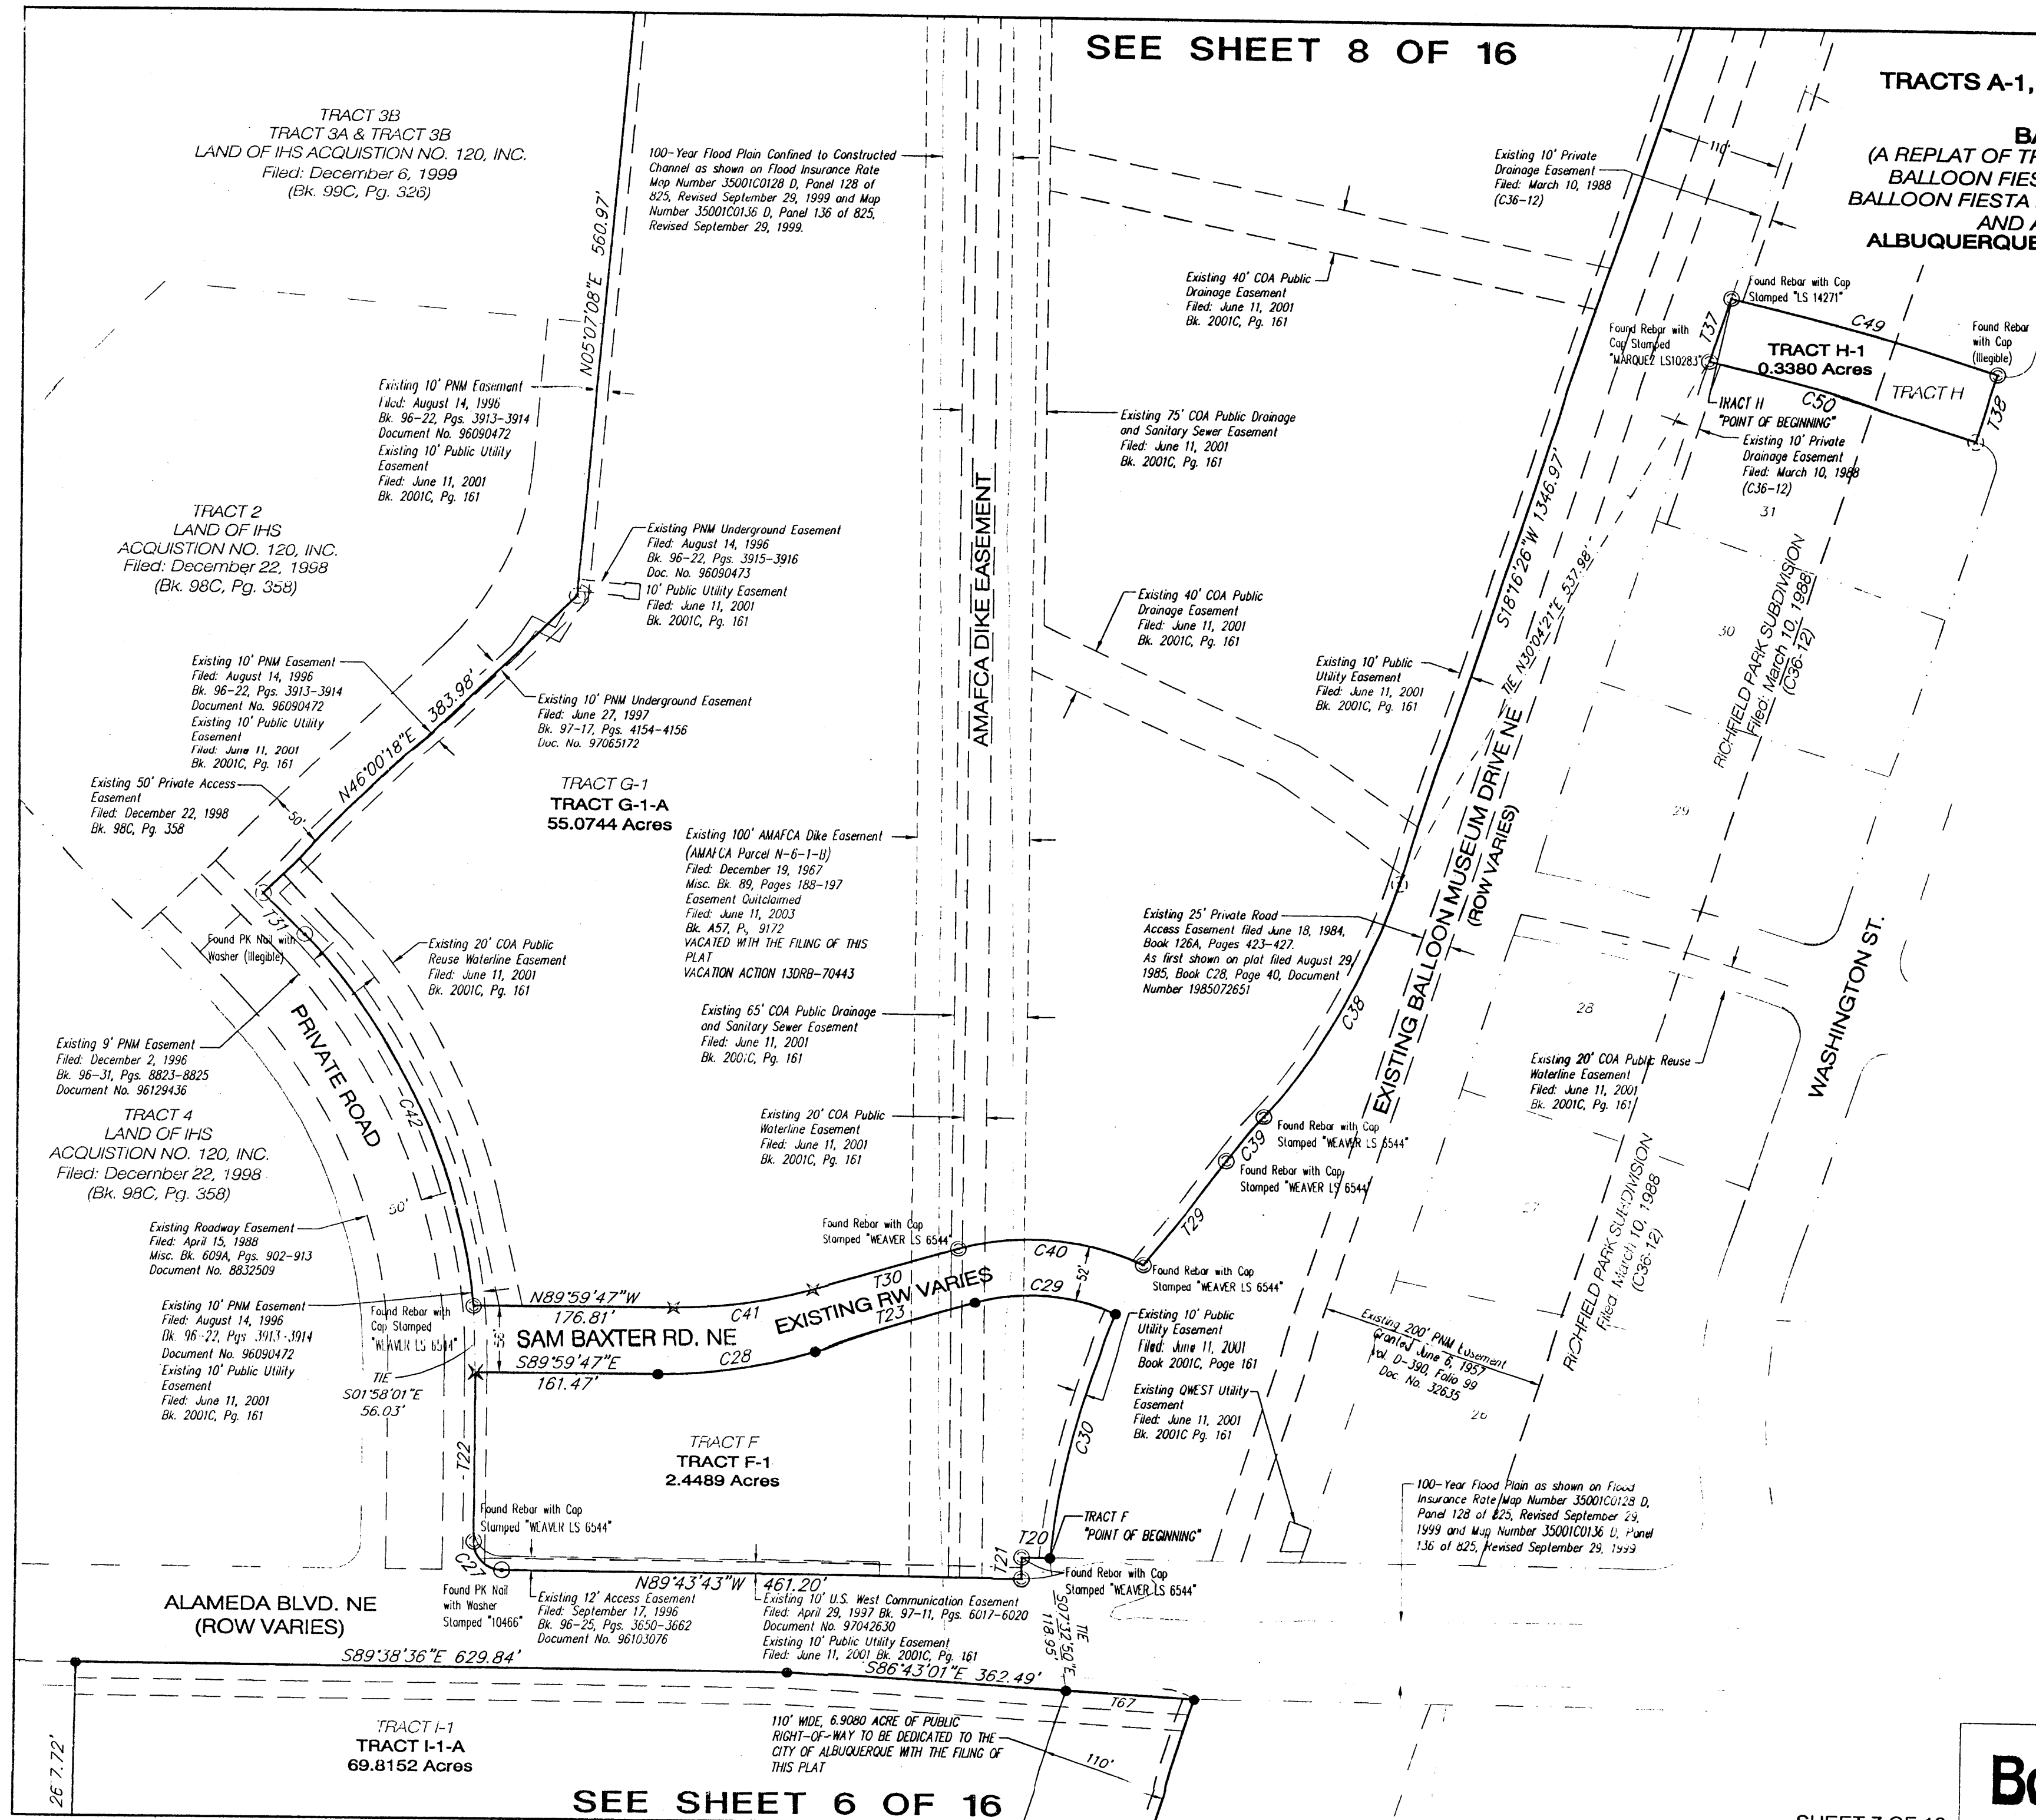 SEE SHEET 8 OF 16
TRACTS A-1,
(A REPLAT OF
BALLOON
BALLOON FIESTA
AND
ALBUQUERQUE
TRACT 3B
TRACT 3A & TRACT 3B
LAND OF IHS ACQUISTION NO. 120, INC.
Filed: December 6, 1999
(Bk. 99C, Pg. 326)
100-Year Flood Plain Confined to Constructed
Channel as shown on Flood Insurance Rate
Map Number 35001C0128 D, Panel 128 of
825, Revised September 29, 1999 and Map
Number 35001C0136 D, Panel 136 of 825,
Revised September 29, 1999.
N05°07'08"E 560.97'
Existing 10' Private
Drainage Easement
Filed: March 10, 1988
(C36-12)
110'
Existing 40' COA Public
Drainage Easement
Filed: June 11, 2001
Bk. 2001C, Pg. 161
Found Rebar with Cap
Stamped "LS 14271"
Found Rebar with
Cap Stamped
"MARQUEZ LS10283"
T37
C49
TRACT H-1
0.3380 Acres
TRACT H
C50
T38
Found Rebar
with Cap
(Illegible)
TRACT H
"POINT OF BEGINNING"
Existing 10' Private
Drainage Easement
Filed: March 10, 1988
(C36-12)
31
Existing 10' PNM Easement
Filed: August 14, 1996
Bk. 96-22, Pgs. 3913-3914
Document No. 96090472
Existing 10' Public Utility
Easement
Filed: June 11, 2001
Bk. 2001C, Pg. 161
Existing 75' COA Public Drainage
and Sanitary Sewer Easement
Filed: June 11, 2001
Bk. 2001C, Pg. 161
TRACT 2
LAND OF IHS
ACQUISTION NO. 120, INC.
Filed: December 22, 1998
(Bk. 98C, Pg. 358)
Existing PNM Underground Easement
Filed: August 14, 1996
Bk. 96-22, Pgs. 3915-3916
Doc. No. 96090473
10' Public Utility Easement
Filed: June 11, 2001
Bk. 2001C, Pg. 161
AMAFCA DIKE EASEMENT
Existing 40' COA Public
Drainage Easement
Filed: June 11, 2001
Bk. 2001C, Pg. 161
S18°16'26"W 1346.97'
TIE N30°04'21"E 537.98'
RICHFIELD PARK SUBDIVISION
Filed: March 10, 1988
(C36-12)
30
29
Existing 10' Public
Utility Easement
Filed: June 11, 2001
Bk. 2001C, Pg. 161
Existing 10' PNM Easement
Filed: August 14, 1996
Bk. 96-22, Pgs. 3913-3914
Document No. 96090472
Existing 10' Public Utility
Easement
Filed: June 11, 2001
Bk. 2001C, Pg. 161
N46°00'18"E 383.98'
Existing 10' PNM Underground Easement
Filed: June 27, 1997
Bk. 97-17, Pgs. 4154-4156
Doc. No. 97065172
Existing 50' Private Access
Easement
Filed: December 22, 1998
Bk. 98C, Pg. 358
50'
TRACT G-1
TRACT G-1-A
55.0744 Acres
Existing 100' AMAFCA Dike Easement
(AMAFCA Parcel N-6-1-B)
Filed: December 19, 1967
Misc. Bk. 89, Pages 188-197
Easement Quitclaimed
Filed: June 11, 2003
Bk. A57, P., 9172
VACATED WITH THE FILING OF THIS
PLAT
VACATION ACTION 13DRB-70443
EXISTING BALLOON MUSEUM DRIVE NE
(ROW VARIES)
WASHINGTON ST.
T31
Found PK Nail with
Washer (Illegible)
Existing 20' COA Public
Reuse Waterline Easement
Filed: June 11, 2001
Bk. 2001C, Pg. 161
Existing 25' Private Road
Access Easement filed June 18, 1984,
Book 126A, Pages 423-427.
As first shown on plat filed August 29,
1985, Book C28, Page 40, Document
Number 1985072651
C38
Existing 65' COA Public Drainage
and Sanitary Sewer Easement
Filed: June 11, 2001
Bk. 2001C, Pg. 161
28
PRIVATE ROAD
C42
Existing 9' PNM Easement
Filed: December 2, 1996
Bk. 96-31, Pgs. 8823-8825
Document No. 96129436
Existing 20' COA Public Reuse
Waterline Easement
Filed: June 11, 2001
Bk. 2001C, Pg. 161
TRACT 4
LAND OF IHS
ACQUISTION NO. 120, INC.
Filed: December 22, 1998
(Bk. 98C, Pg. 358)
Existing 20' COA Public
Waterline Easement
Filed: June 11, 2001
Bk. 2001C, Pg. 161
Found Rebar with Cap
Stamped "WEAVER LS 6544"
C39
Found Rebar with Cap
Stamped "WEAVER LS 6544"
T29
27
RICHFIELD PARK SUBDIVISION
Filed: March 10, 1988
(C36-12)
50'
Existing Roadway Easement
Filed: April 15, 1988
Misc. Bk. 609A, Pgs. 902-913
Document No. 8832509
Found Rebar with Cap
Stamped "WEAVER LS 6544"
C40
Found Rebar with Cap
Stamped "WEAVER LS 6544"
T30
EXISTING RW VARIES
C29
52'
T23
N89°59'47"W
176.81'
C41
Existing 10' PNM Easement
Filed: August 14, 1996
Bk. 96-22, Pgs 3913-3914
Document No. 96090472
Existing 10' Public Utility
Easement
Filed: June 11, 2001
Bk. 2001C, Pg. 161
Found Rebar with
Cap Stamped
"WEAVER LS 6544"
TIE
S01°58'01"E
56.03'
SAM BAXTER RD. NE
S89°59'47"E
161.47'
C28
Existing 10' Public
Utility Easement
Filed: June 11, 2001
Book 2001C, Page 161
Existing QWEST Utility
Easement
Filed: June 11, 2001
Bk. 2001C Pg. 161
Existing 200' PNM Easement
Granted June 6, 1957
Vol. D-390, Folio 99
Doc. No. 32635
26
C30
T22
TRACT F
TRACT F-1
2.4489 Acres
100-Year Flood Plain as shown on Flood
Insurance Rate Map Number 35001C0128 D,
Panel 128 of 825, Revised September 29,
1999 and Map Number 35001C0136 D, Panel
136 of 825, Revised September 29, 1999
Found Rebar with Cap
Stamped "WEAVER LS 6544"
TRACT F
"POINT OF BEGINNING"
T20
T21
C27
Found Rebar with Cap
Stamped "WEAVER LS 6544"
N89°43'43"W 461.20'
Found PK Nail
with Washer
Stamped "10466"
Existing 12' Access Easement
Filed: September 17, 1996
Bk. 96-25, Pgs. 3650-3662
Document No. 96103076
Existing 10' U.S. West Communication Easement
Filed: April 29, 1997 Bk. 97-11, Pgs. 6017-6020
Document No. 97042630
Existing 10' Public Utility Easement
Filed: June 11, 2001 Bk. 2001C, Pg. 161
TIE
S07°32'50"E
118.95'
ALAMEDA BLVD. NE
(ROW VARIES)
S89°38'36"E 629.84'
S86°43'01"E 362.49'
T67
267.72'
TRACT I-1
TRACT I-1-A
69.8152 Acres
110' WIDE, 6.9080 ACRE OF PUBLIC
RIGHT-OF-WAY TO BE DEDICATED TO THE
CITY OF ALBUQUERQUE WITH THE FILING OF
THIS PLAT
110'
SEE SHEET 6 OF 16